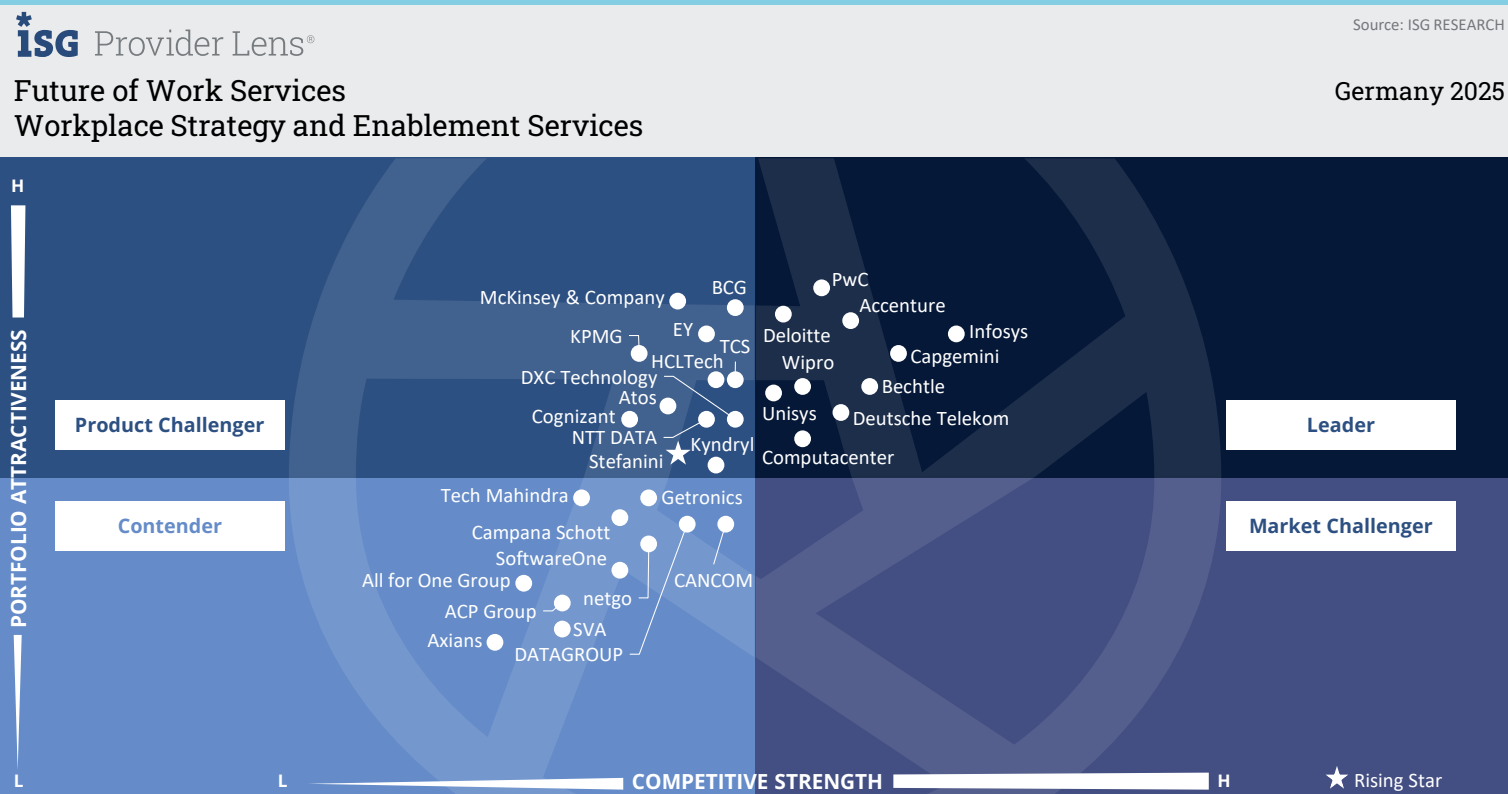 ISG Provider Lens®
Source: ISG RESEARCH
Future of Work Services
Germany 2025
Workplace Strategy and Enablement Services
H
PORTFOLIO ATTRACTIVENESS
L
Product Challenger
Leader
Contender
Market Challenger
PwC
BCG
McKinsey & Company
Accenture
EY
Infosys
KPMG
Deloitte
TCS
Capgemini
HCLTech
Wipro
DXC Technology
Bechtle
Atos
Unisys
Cognizant
Deutsche Telekom
NTT DATA
Kyndryl
Stefanini
Computacenter
Tech Mahindra
Getronics
Campana Schott
SoftwareOne
All for One Group
CANCOM
netgo
ACP Group
SVA
Axians
DATAGROUP
L
COMPETITIVE STRENGTH
H
Rising Star